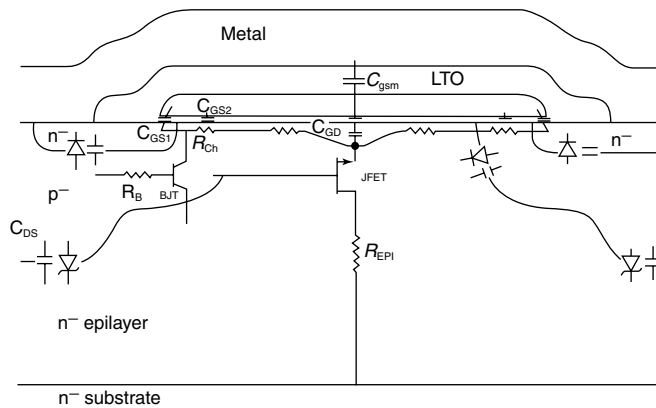 Metal
C_gsm LTO
C_GS2
C_GS1 C_GD
n⁻ R_Ch n⁻
p⁻ R_B BJT JFET
C_DS
R_EPI
n⁻ epilayer
n⁻ substrate